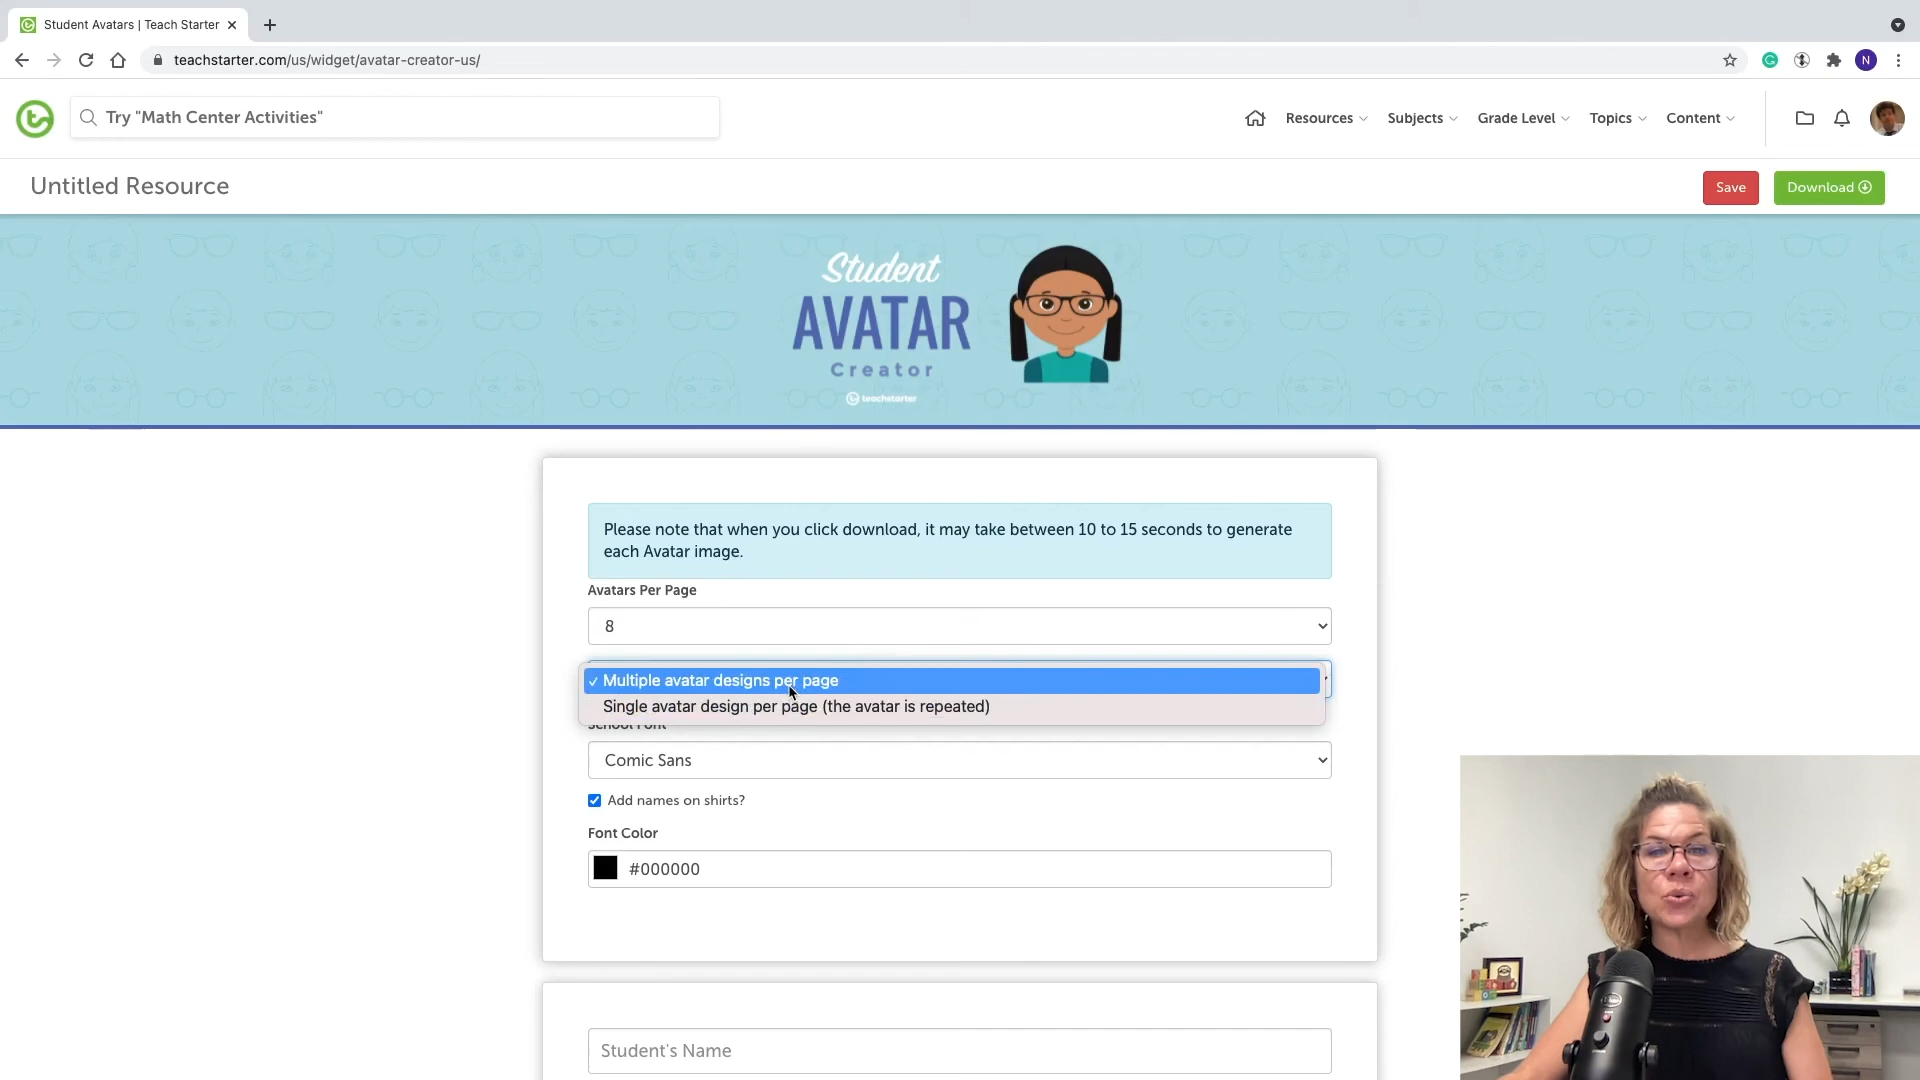 Student Avatars | Teach Starter
teachstarter.com/us/widget/avatar-creator-us/
N
Try "Math Center Activities"
Resources
Subjects
Grade Level
Topics
Content
Untitled Resource
Save
Download
Student
AVATAR
Creator
teachstarter
Please note that when you click download, it may take between 10 to 15 seconds to generate
each Avatar image.
Avatars Per Page
8
✓ Multiple avatar designs per page
Single avatar design per page (the avatar is repeated)
School Font
Comic Sans
Add names on shirts?
Font Color
#000000
Student's Name